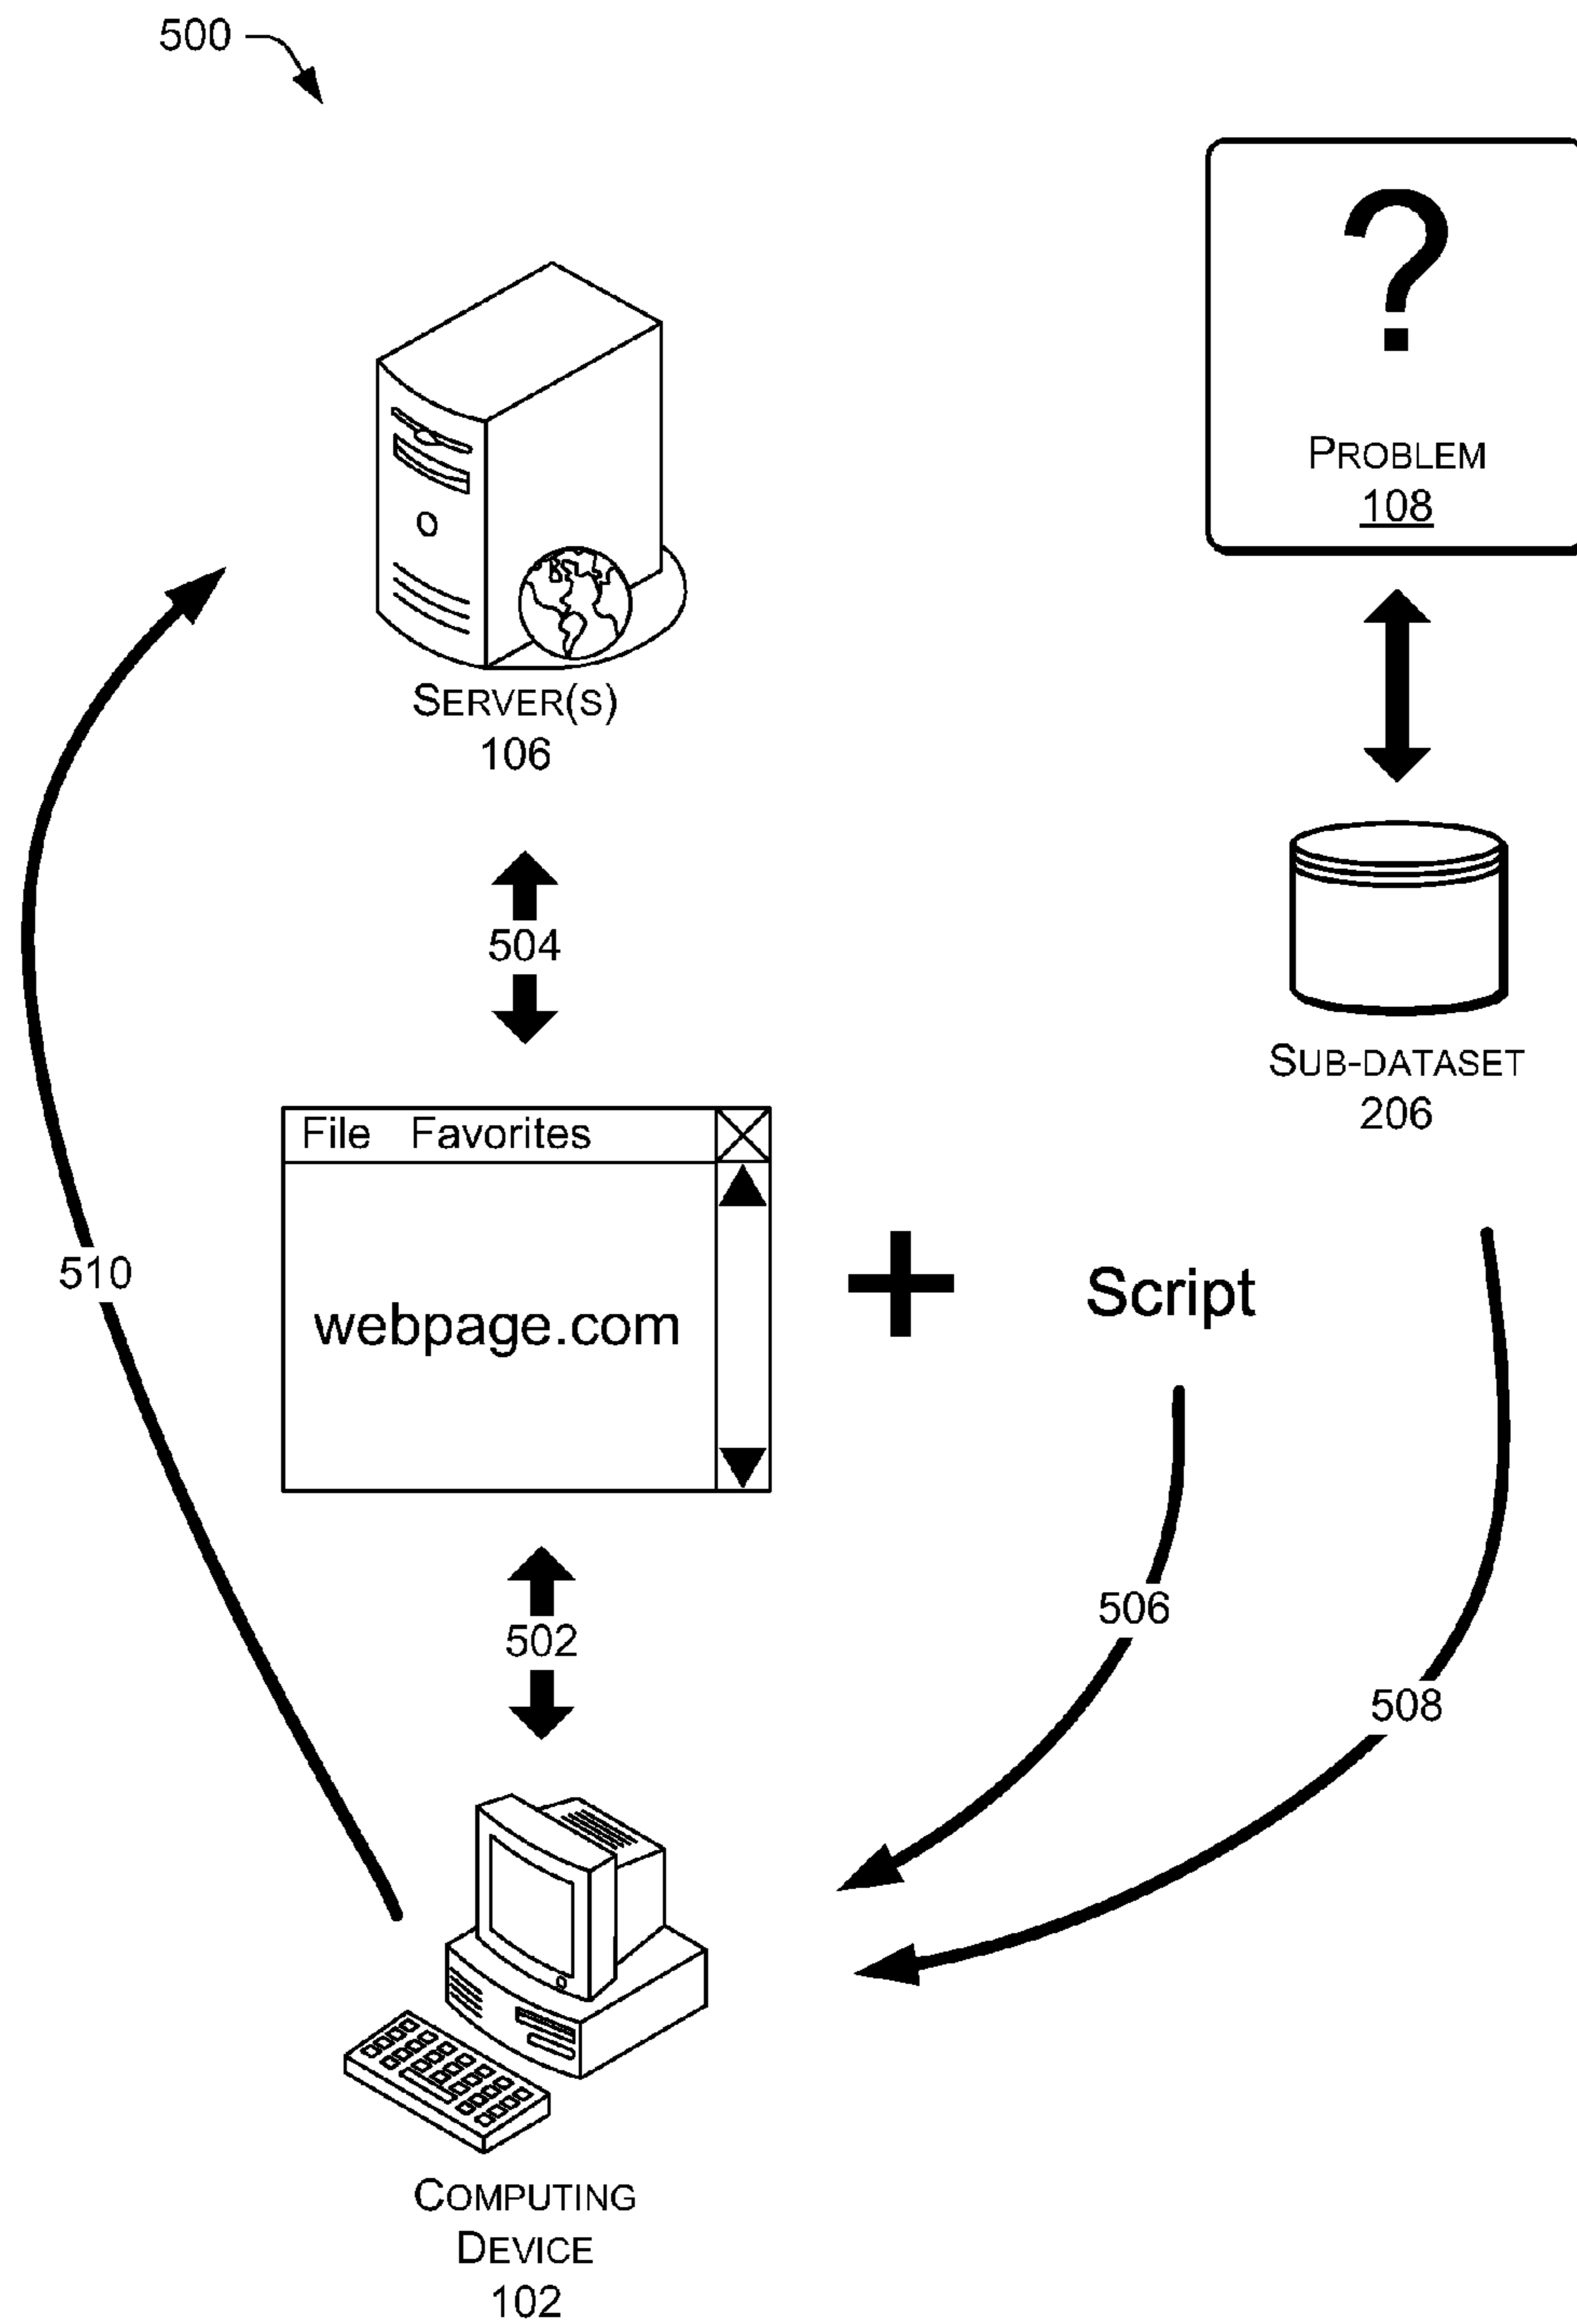 500
?
PROBLEM
108
SERVER(S)
106
504
SUB-DATASET
206
File Favorites
webpage.com
+
Script
510
502
506
508
COMPUTING
DEVICE
102